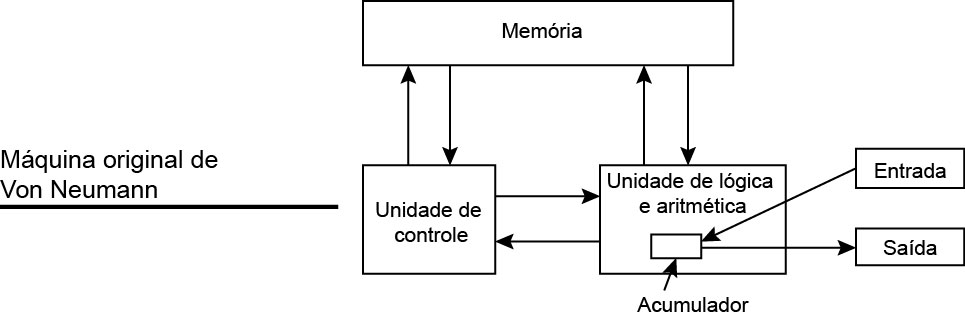 Memória
Máquina original de
Von Neumann
Unidade de
controle
Unidade de lógica
e aritmética
Entrada
Saída
Acumulador